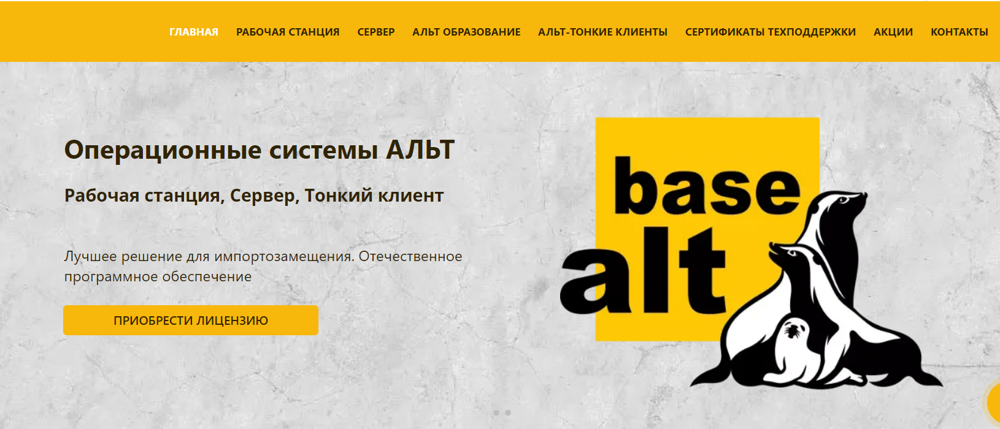 ГЛАВНАЯ РАБОЧАЯ СТАНЦИЯ СЕРВЕР АЛЬТ ОБРАЗОВАНИЕ АЛЬТ-ТОНКИЕ КЛИЕНТЫ СЕРТИФИКАТЫ ТЕХПОДДЕРЖКИ АКЦИИ КОНТАКТЫ
Операционные системы АЛЬТ
Рабочая станция, Сервер, Тонкий клиент
Лучшее решение для импортозамещения. Отечественное
программное обеспечение
ПРИОБРЕСТИ ЛИЦЕНЗИЮ
base
alt